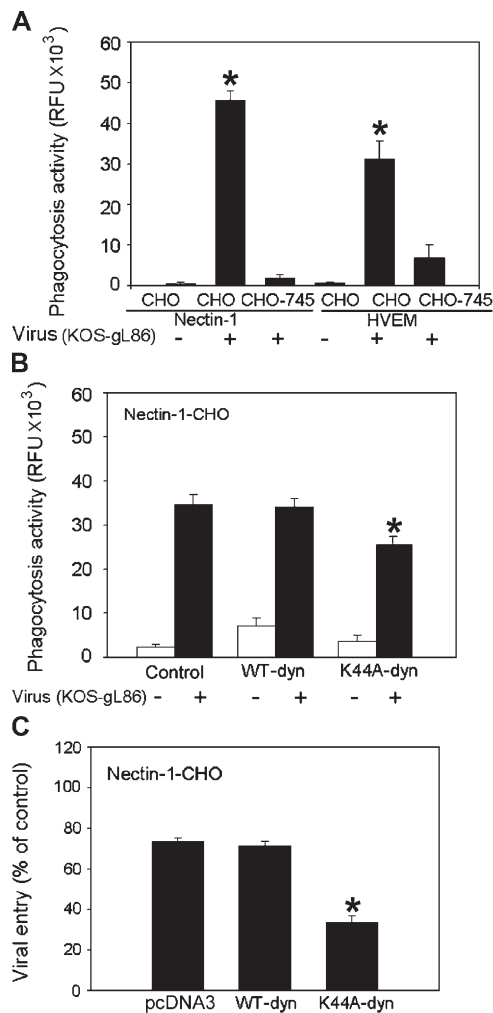 A
Phagocytosis activity (RFU X10³)
60
50
40
30
20
10
0
*
*
CHO CHO CHO-745 CHO CHO CHO-745
Nectin-1 HVEM
Virus (KOS-gL86) - + + - + +
B
Phagocytosis activity (RFU X10³)
60
50
40
30
20
10
0
Nectin-1-CHO
*
Control WT-dyn K44A-dyn
Virus (KOS-gL86) - + - + - +
C
Viral entry (% of control)
120
100
80
60
40
20
0
Nectin-1-CHO
*
pcDNA3 WT-dyn K44A-dyn